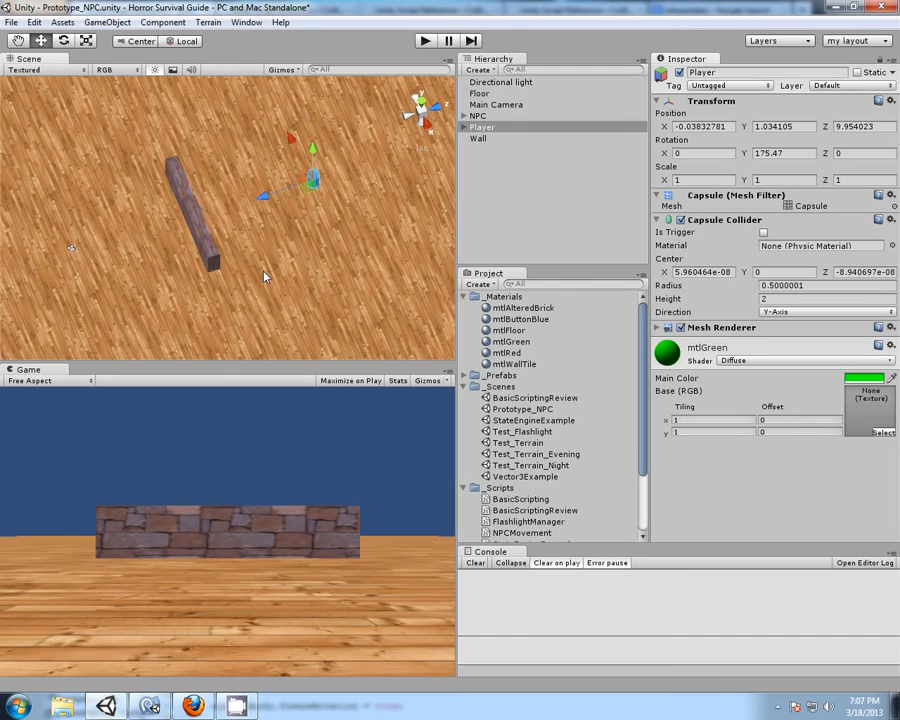 Unity - Prototype_NPC.unity - Horror Survival Guide - PC and Mac Standalone*
File Edit Assets GameObject Component Terrain Window Help
Center Local Layers my layout
Scene
Textured RGB Gizmos All
y
z
x
Iso
Game
Free Aspect Maximize on Play Stats Gizmos
Hierarchy
Create All
Directional light
Floor
Main Camera
NPC
Player
Wall
Project
Create All
_Materials
mtlAlteredBrick
mtlButtonBlue
mtlFloor
mtlGreen
mtlRed
mtlWallTile
_Prefabs
_Scenes
BasicScriptingReview
Prototype_NPC
StateEngineExample
Test_Flashlight
Test_Terrain
Test_Terrain_Evening
Test_Terrain_Night
Vector3Example
_Scripts
BasicScripting
BasicScriptingReview
FlashlightManager
NPCMovement
Inspector
Player Static
Tag Untagged Layer Default
Transform
Position
X -0.03832781 Y 1.034105 Z 9.954023
Rotation
X 0 Y 175.47 Z 0
Scale
X 1 Y 1 Z 1
Capsule (Mesh Filter)
Mesh Capsule
Capsule Collider
Is Trigger
Material None (Physic Material)
Center
X 5.960464e-08 Y 0 Z -8.940697e-08
Radius 0.5000001
Height 2
Direction Y-Axis
Mesh Renderer
mtlGreen
Shader Diffuse
Main Color
Base (RGB) None
(Texture)
Tiling Offset
x 1 0
y 1 0
Select
Console
Clear Collapse Clear on play Error pause Open Editor Log
7:07 PM
3/18/2013